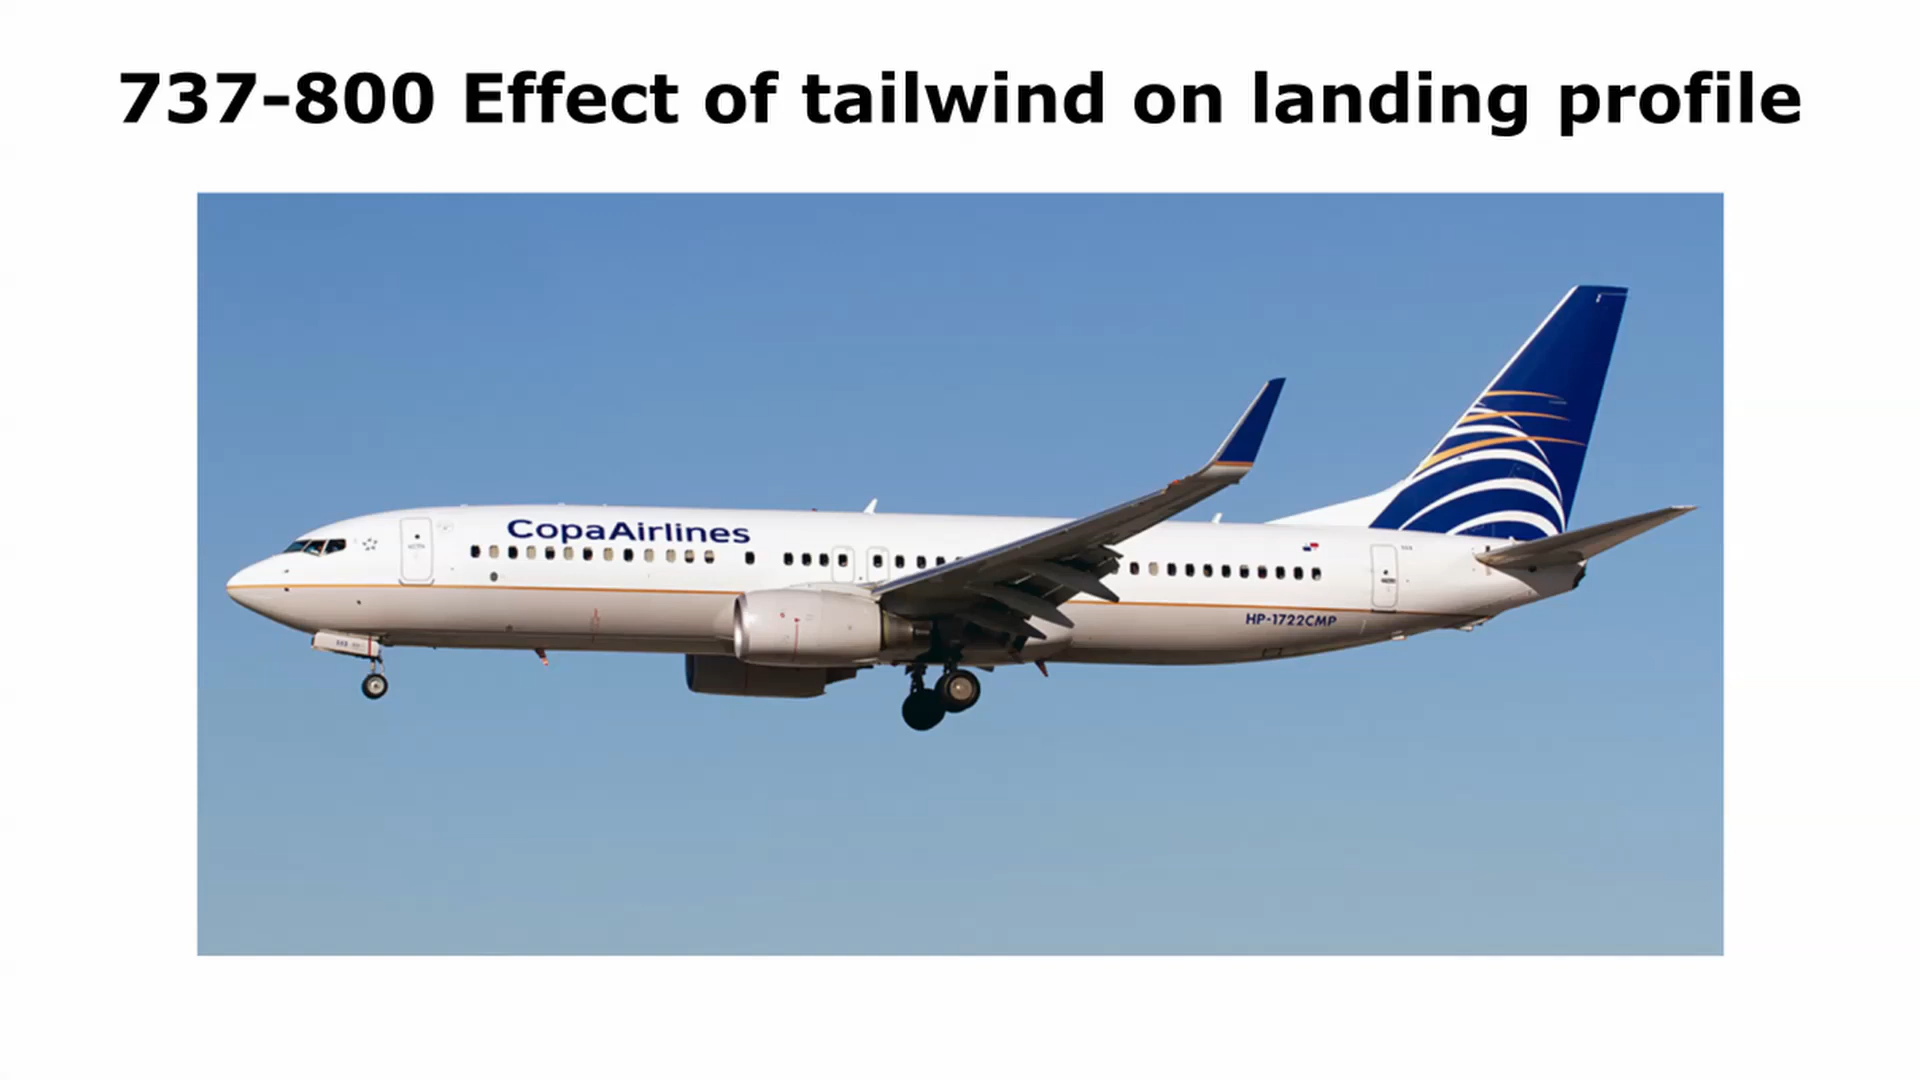 737-800 Effect of tailwind on landing profile
CopaAirlines
HP-1722CMP